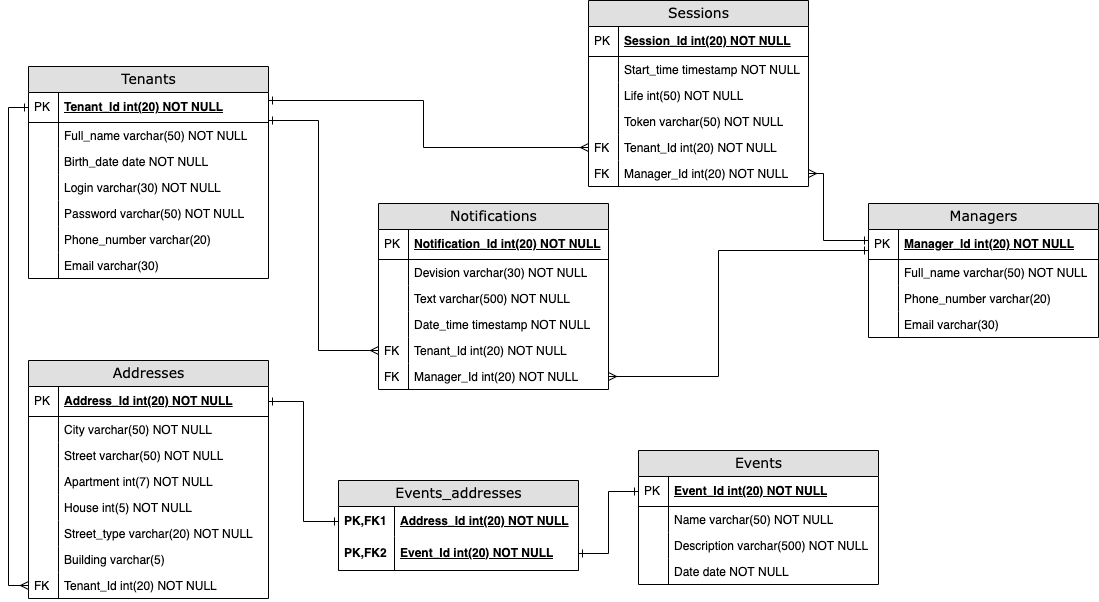 Sessions
PK Session_Id int(20) NOT NULL
Start_time timestamp NOT NULL
Life int(50) NOT NULL
Token varchar(50) NOT NULL
FK Tenant_Id int(20) NOT NULL
FK Manager_Id int(20) NOT NULL
Tenants
PK Tenant_Id int(20) NOT NULL
Full_name varchar(50) NOT NULL
Birth_date date NOT NULL
Login varchar(30) NOT NULL
Password varchar(50) NOT NULL
Phone_number varchar(20)
Email varchar(30)
Notifications
PK Notification_Id int(20) NOT NULL
Devision varchar(30) NOT NULL
Text varchar(500) NOT NULL
Date_time timestamp NOT NULL
FK Tenant_Id int(20) NOT NULL
FK Manager_Id int(20) NOT NULL
Managers
PK Manager_Id int(20) NOT NULL
Full_name varchar(50) NOT NULL
Phone_number varchar(20)
Email varchar(30)
Addresses
PK Address_Id int(20) NOT NULL
City varchar(50) NOT NULL
Street varchar(50) NOT NULL
Apartment int(7) NOT NULL
House int(5) NOT NULL
Street_type varchar(20) NOT NULL
Building varchar(5)
FK Tenant_Id int(20) NOT NULL
Events_addresses
PK,FK1 Address_Id int(20) NOT NULL
PK,FK2 Event_Id int(20) NOT NULL
Events
PK Event_Id int(20) NOT NULL
Name varchar(50) NOT NULL
Description varchar(500) NOT NULL
Date date NOT NULL